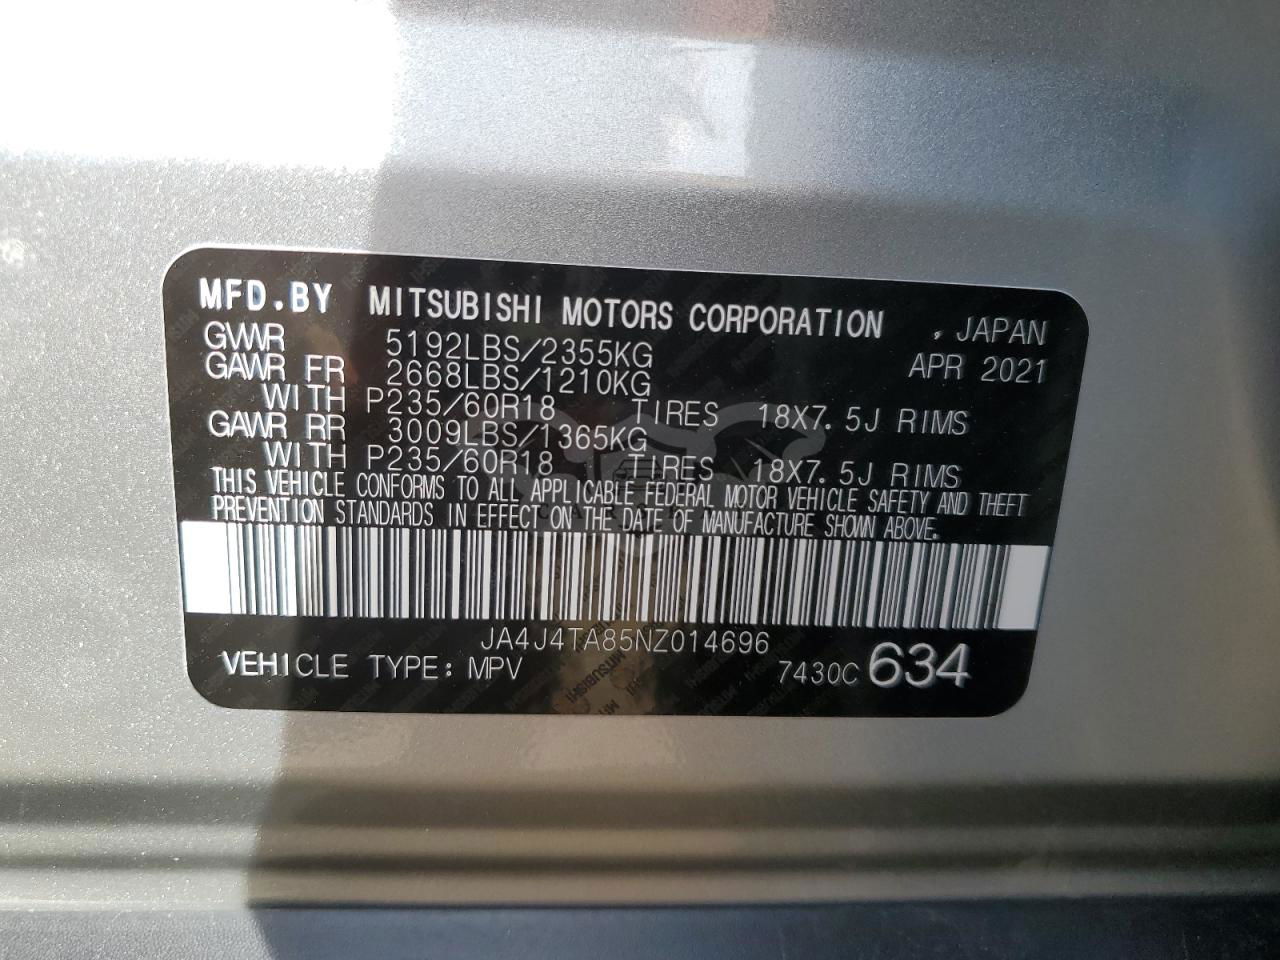 MFD.BY MITSUBISHI MOTORS CORPORATION , JAPAN
GVWR 5192LBS/2355KG APR 2021
GAWR FR 2668LBS/1210KG
WITH P235/60R18 TIRES 18X7.5J RIMS
GAWR RR 3009LBS/1365KG
WITH P235/60R18 TIRES 18X7.5J RIMS
THIS VEHICLE CONFORMS TO ALL APPLICABLE FEDERAL MOTOR VEHICLE SAFETY AND THEFT
PREVENTION STANDARDS IN EFFECT ON THE DATE OF MANUFACTURE SHOWN ABOVE.
JA4J4TA85NZ014696
VEHICLE TYPE: MPV 7430C 634